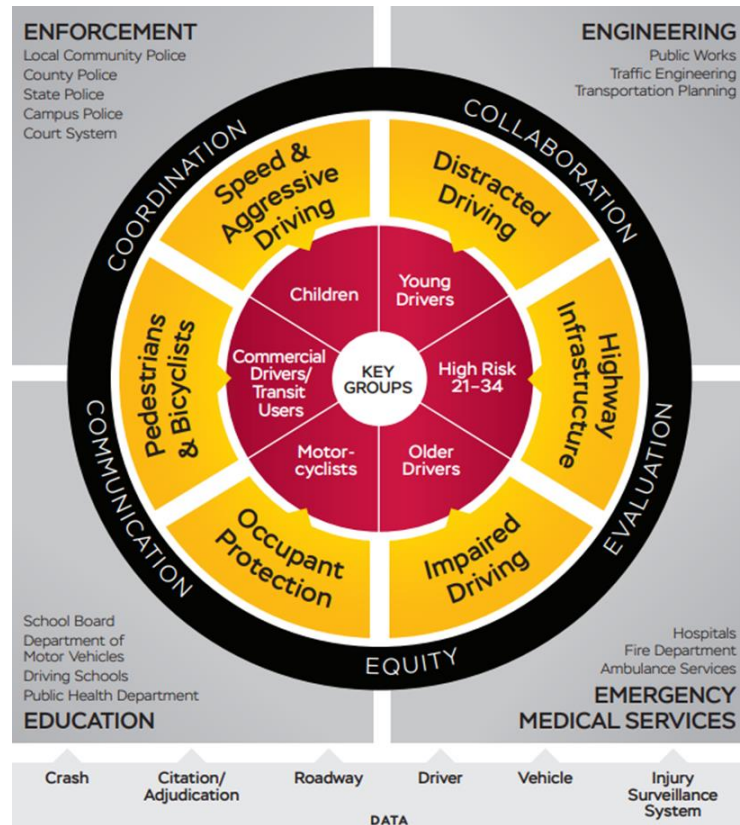 ENFORCEMENT
Local Community Police
County Police
State Police
Campus Police
Court System
ENGINEERING
Public Works
Traffic Engineering
Transportation Planning
COORDINATION
COLLABORATION
Speed &
Aggressive
Driving
Distracted
Driving
Children
Young
Drivers
Pedestrians
& Bicyclists
Commercial
Drivers/
Transit
Users
KEY
GROUPS
High Risk
21–34
Highway
Infrastructure
Motor-
cyclists
Older
Drivers
COMMUNICATION
EVALUATION
Occupant
Protection
Impaired
Driving
EQUITY
School Board
Department of
Motor Vehicles
Driving Schools
Public Health Department
EDUCATION
Hospitals
Fire Department
Ambulance Services
EMERGENCY
MEDICAL SERVICES
Crash
Citation/
Adjudication
Roadway
Driver
Vehicle
Injury
Surveillance
System
DATA